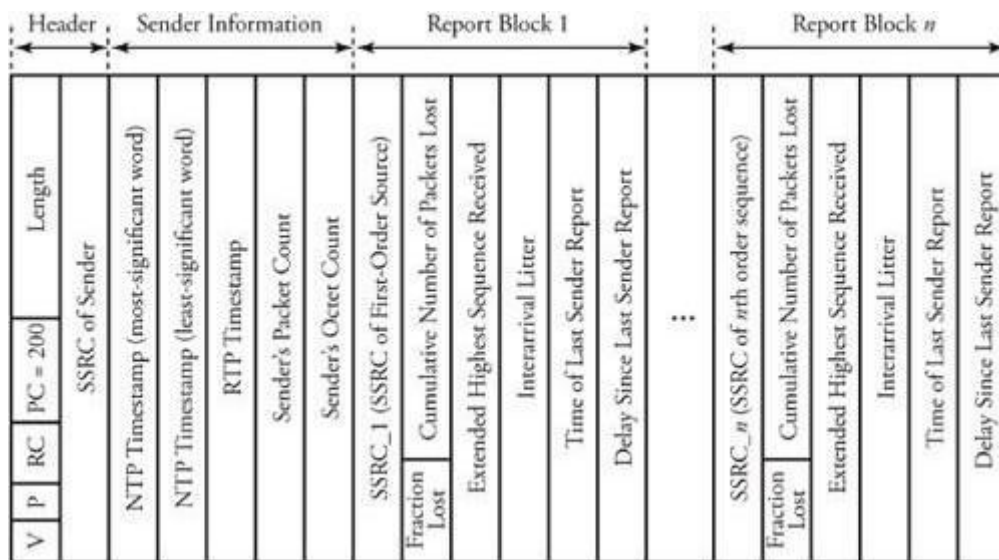 Header
Sender Information
Report Block 1
Report Block n
V
P
RC
PC = 200
Length
SSRC of Sender
NTP Timestamp (most-significant word)
NTP Timestamp (least-significant word)
RTP Timestamp
Sender's Packet Count
Sender's Octet Count
SSRC_1 (SSRC of First-Order Source)
Fraction
Lost
Cumulative Number of Packets Lost
Extended Highest Sequence Received
Interarrival Litter
Time of Last Sender Report
Delay Since Last Sender Report
...
SSRC_n (SSRC of nth order sequence)
Fraction
Lost
Cumulative Number of Packets Lost
Extended Highest Sequence Received
Interarrival Litter
Time of Last Sender Report
Delay Since Last Sender Report